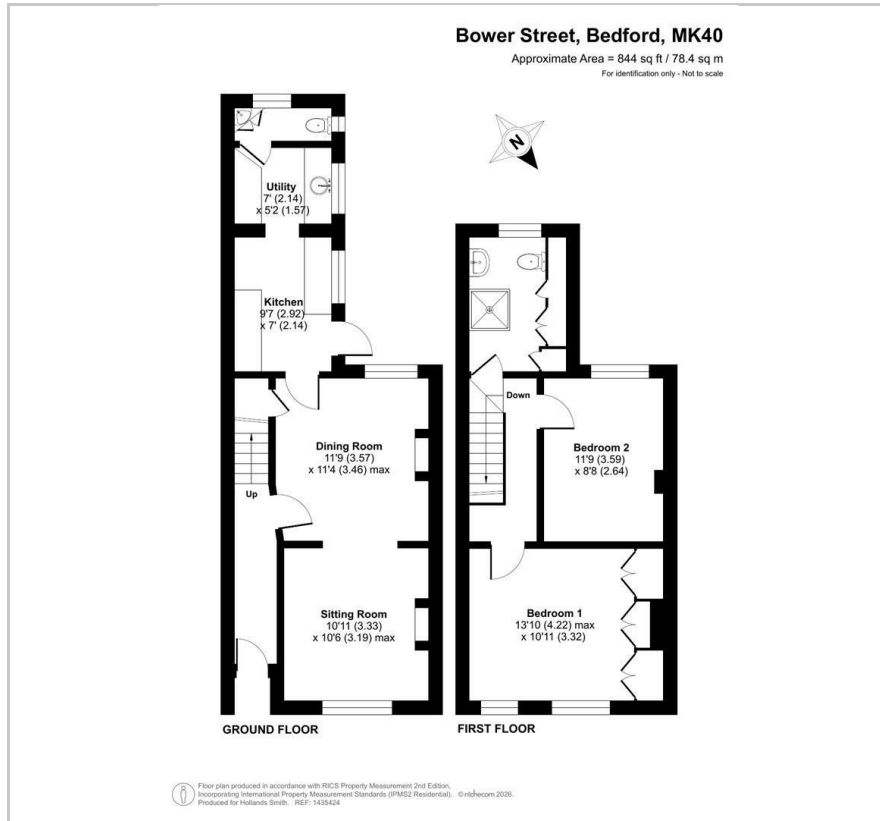 Bower Street, Bedford, MK40
Approximate Area = 844 sq ft / 78.4 sq m
For identification only - Not to scale
N
Utility
7' (2.14)
x 5'2 (1.57)
Kitchen
9'7 (2.92)
x 7' (2.14)
Dining Room
11'9 (3.57)
x 11'4 (3.46) max
Up
Sitting Room
10'11 (3.33)
x 10'6 (3.19) max
GROUND FLOOR
Down
Bedroom 2
11'9 (3.59)
x 8'8 (2.64)
Bedroom 1
13'10 (4.22) max
x 10'11 (3.32)
FIRST FLOOR
Floor plan produced in accordance with RICS Property Measurement 2nd Edition,
Incorporating International Property Measurement Standards (IPMS2 Residential). © ntchecom 2026.
Produced for Hollands Smith. REF: 1435424